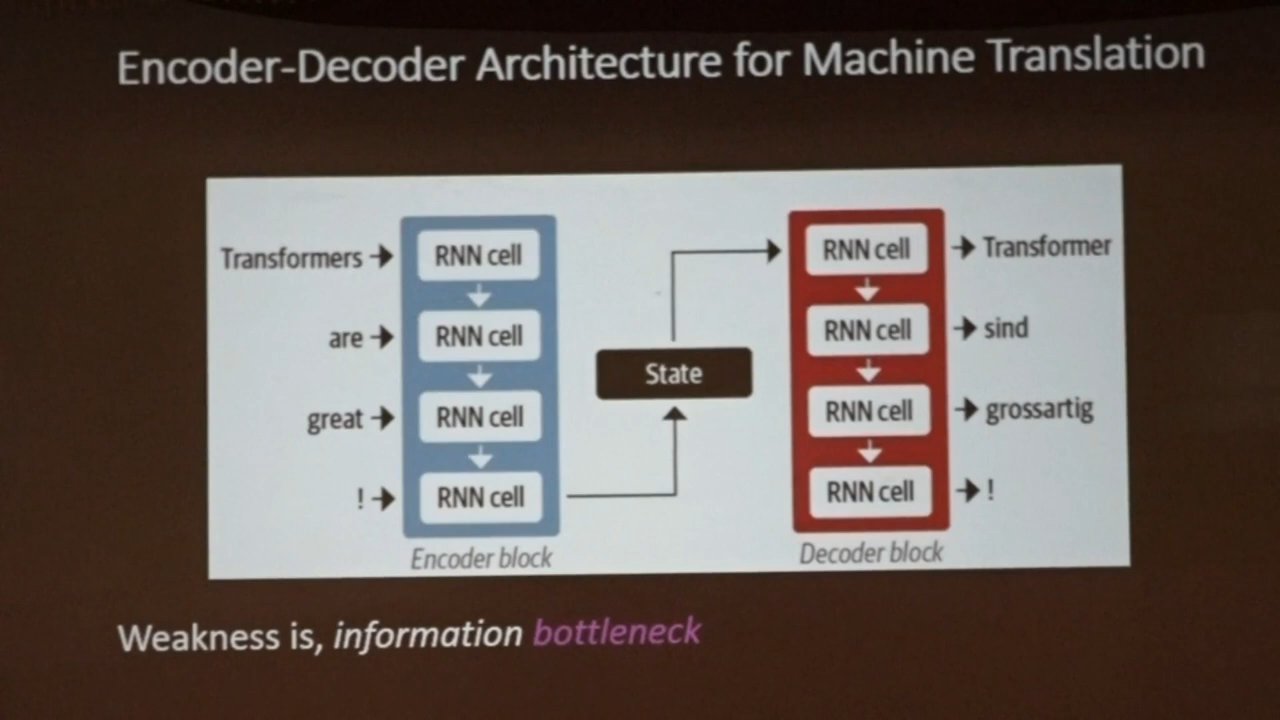 Encoder-Decoder Architecture for Machine Translation
Transformers
are
great
!
RNN cell
RNN cell
RNN cell
RNN cell
Encoder block
State
RNN cell
RNN cell
RNN cell
RNN cell
Decoder block
Transformer
sind
grossartig
!
Weakness is, information bottleneck